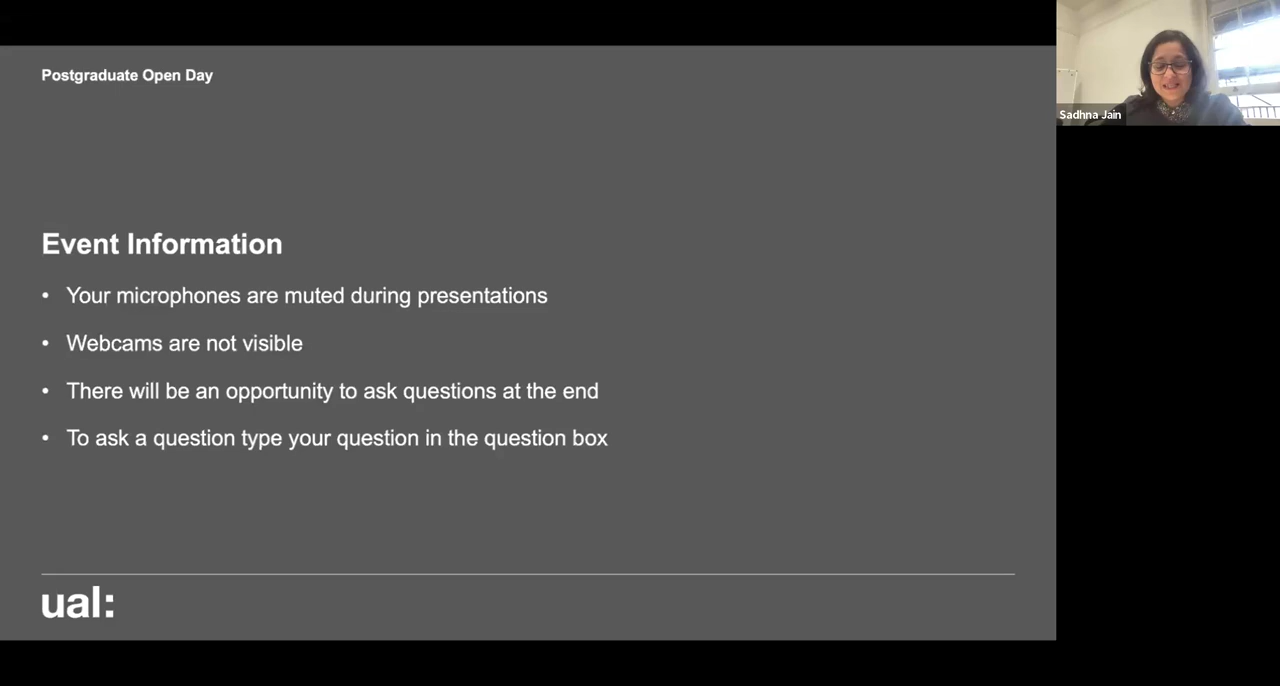 Postgraduate Open Day
Event Information
• Your microphones are muted during presentations
• Webcams are not visible
• There will be an opportunity to ask questions at the end
• To ask a question type your question in the question box
ual:
Sadhna Jain